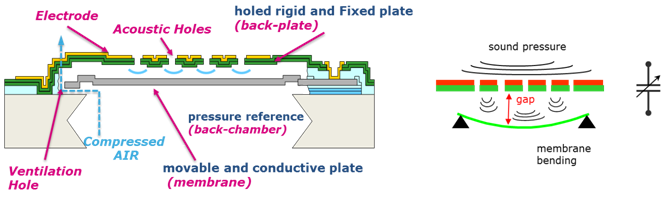 Electrode
Acoustic Holes
holed rigid and Fixed plate
(back-plate)
pressure reference
(back-chamber)
Compressed
AIR
Ventilation
Hole
movable and conductive plate
(membrane)
sound pressure
gap
membrane
bending